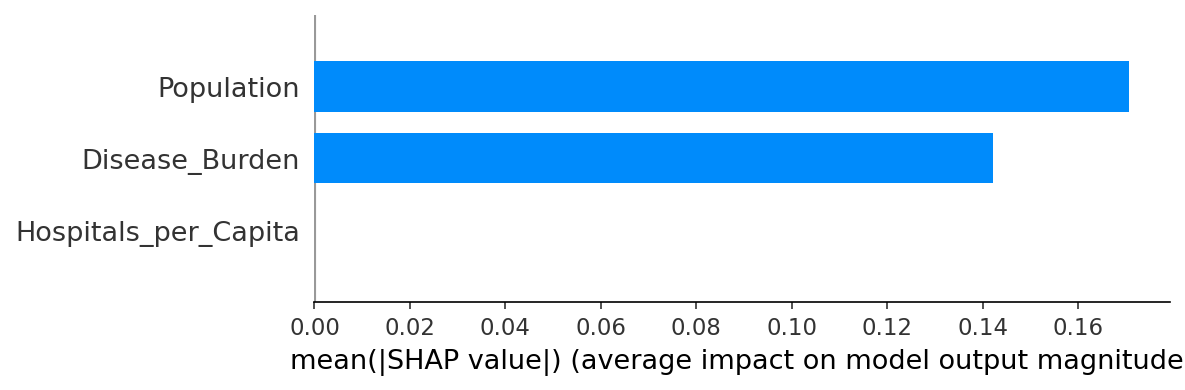 Population
Disease_Burden
Hospitals_per_Capita
0.00 0.02 0.04 0.06 0.08 0.10 0.12 0.14 0.16
mean(|SHAP value|) (average impact on model output magnitude